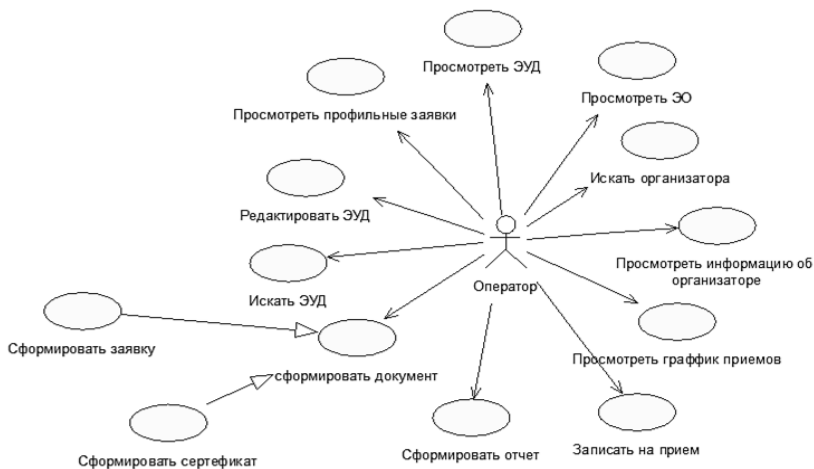 Просмотреть ЭУД
Просмотреть ЭО
Просмотреть профильные заявки
Искать организатора
Редактировать ЭУД
Просмотреть информацию об
организаторе
Оператор
Искать ЭУД
Сформировать заявку
Просмотреть граффик приемов
сформировать документ
Записать на прием
Сформировать отчет
Сформировать сертефикат